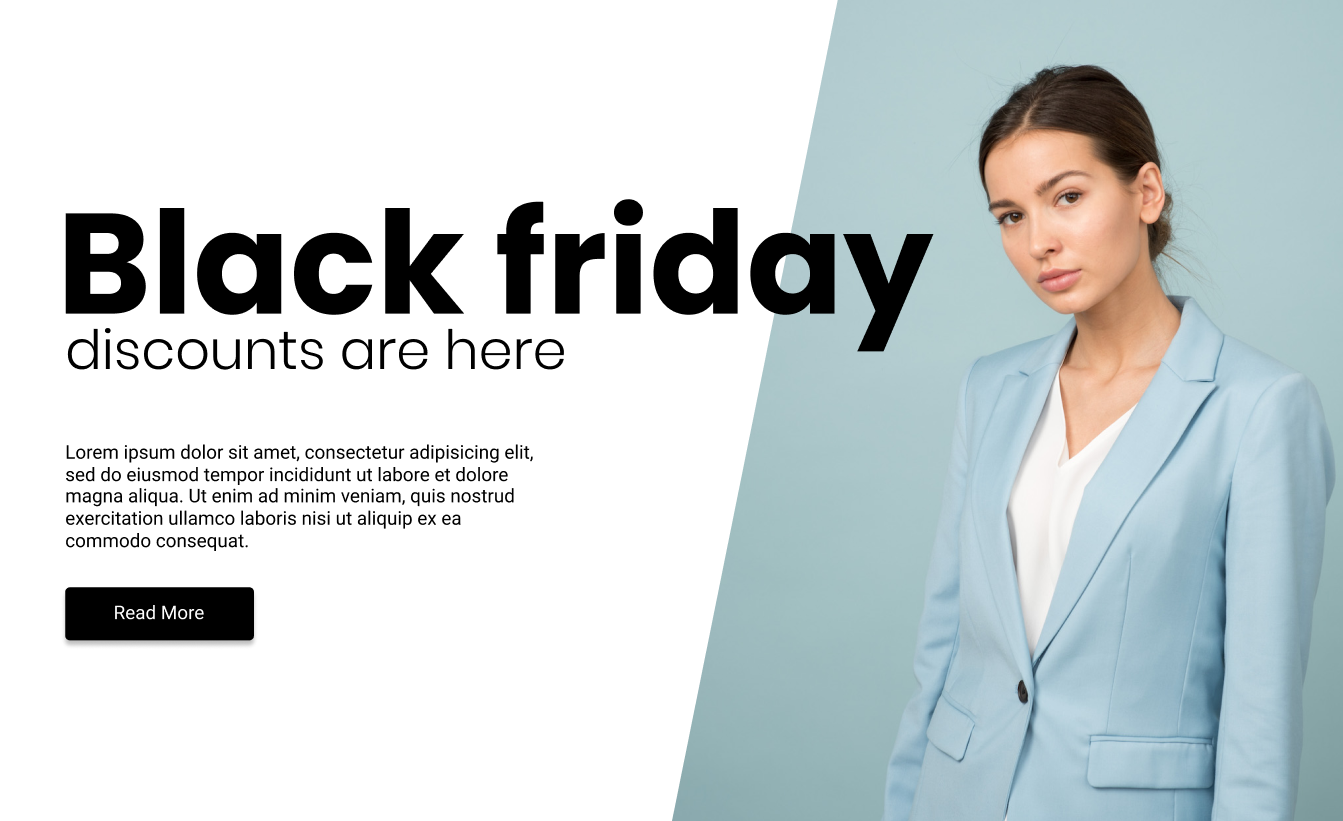 Black friday
discounts are here
Lorem ipsum dolor sit amet, consectetur adipisicing elit,
sed do eiusmod tempor incididunt ut labore et dolore
magna aliqua. Ut enim ad minim veniam, quis nostrud
exercitation ullamco laboris nisi ut aliquip ex ea
commodo consequat.
Read More